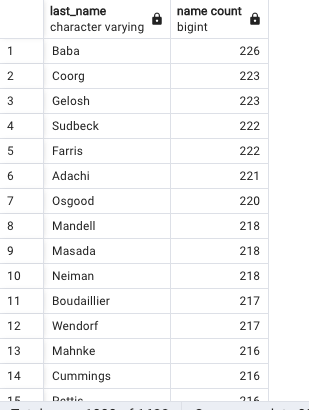 last_name name count
character varying bigint
1 Baba 226
2 Coorg 223
3 Gelosh 223
4 Sudbeck 222
5 Farris 222
6 Adachi 221
7 Osgood 220
8 Mandell 218
9 Masada 218
10 Neiman 218
11 Boudaillier 217
12 Wendorf 217
13 Mahnke 216
14 Cummings 216
15 Pettis 216